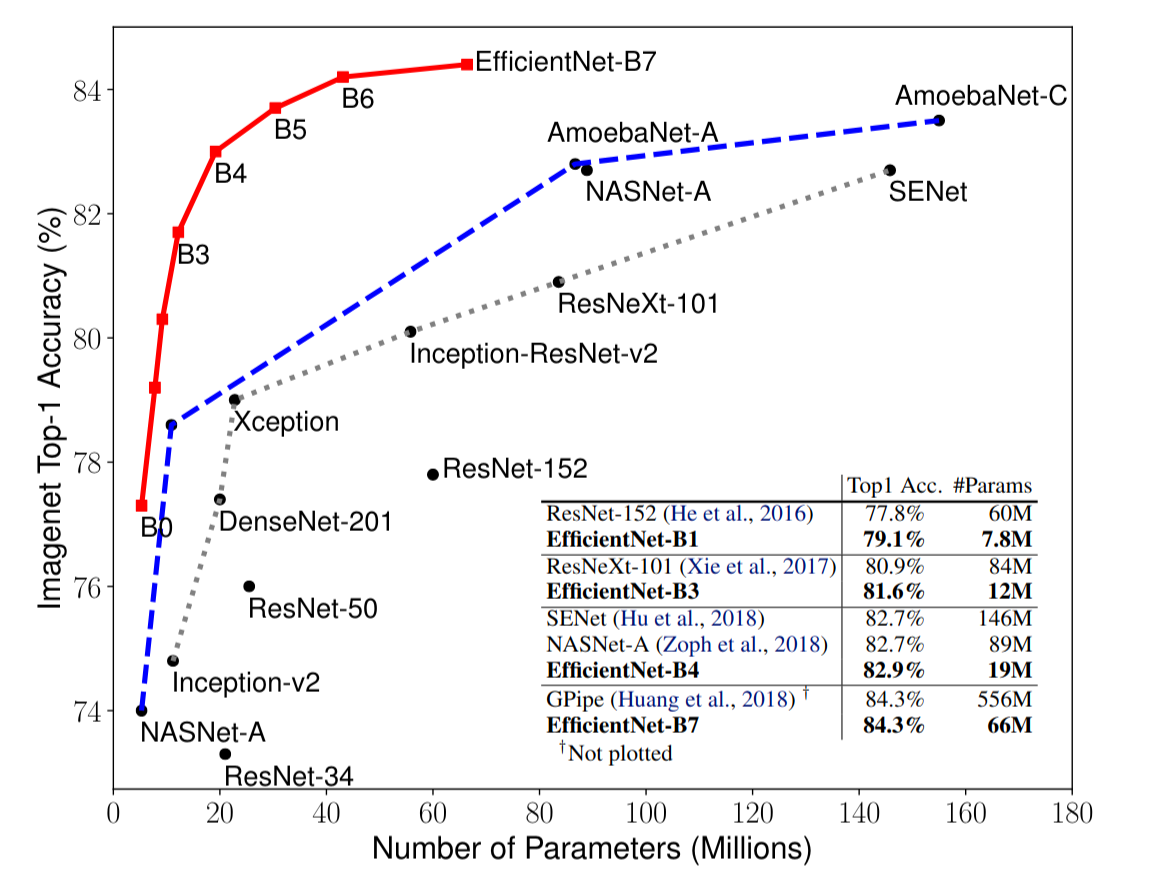 EfficientNet-B7
84
AmoebaNet-C
B6
B5
AmoebaNet-A
B4
NASNet-A
SENet
82
B3
ResNeXt-101
80
Inception-ResNet-v2
Xception
78
ResNet-152
B0
DenseNet-201
76
ResNet-50
Inception-v2
74
NASNet-A
ResNet-34
Imagenet Top-1 Accuracy (%)
Top1 Acc. #Params
ResNet-152 (He et al., 2016) 77.8% 60M
EfficientNet-B1 79.1% 7.8M
ResNeXt-101 (Xie et al., 2017) 80.9% 84M
EfficientNet-B3 81.6% 12M
SENet (Hu et al., 2018) 82.7% 146M
NASNet-A (Zoph et al., 2018) 82.7% 89M
EfficientNet-B4 82.9% 19M
GPipe (Huang et al., 2018) † 84.3% 556M
EfficientNet-B7 84.3% 66M
†Not plotted
0 20 40 60 80 100 120 140 160 180
Number of Parameters (Millions)